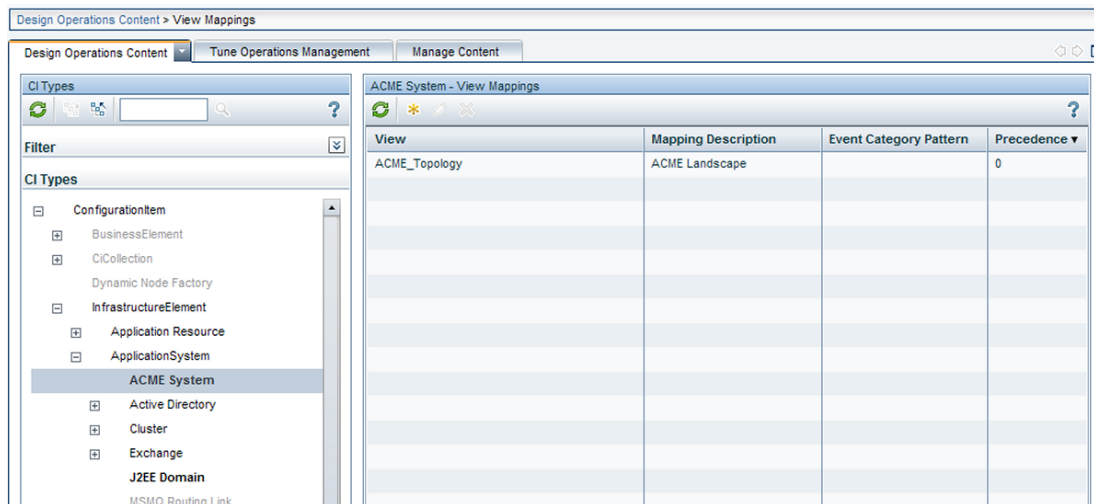 Design Operations Content > View Mappings
Design Operations Content Tune Operations Management Manage Content
CI Types
?
Filter
CI Types
ConfigurationItem
BusinessElement
CiCollection
Dynamic Node Factory
InfrastructureElement
Application Resource
ApplicationSystem
ACME System
Active Directory
Cluster
Exchange
J2EE Domain
MSMQ Routing Link
ACME System - View Mappings
?
View Mapping Description Event Category Pattern Precedence
ACME_Topology ACME Landscape 0